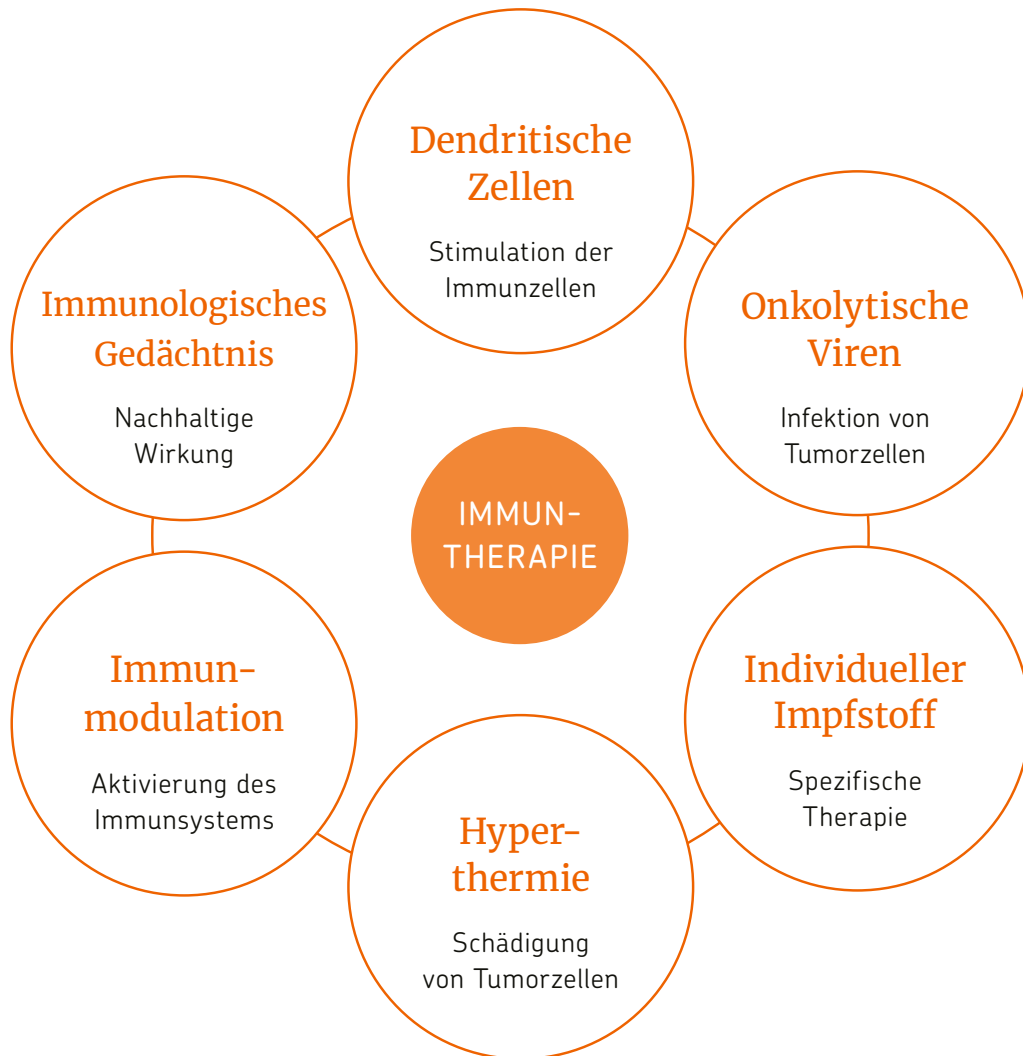 Dendritische
Zellen
Stimulation der
Immunzellen
Onkolytische
Viren
Infektion von
Tumorzellen
Individueller
Impfstoff
Spezifische
Therapie
Hyper-
thermie
Schädigung
von Tumorzellen
Immun-
modulation
Aktivierung des
Immunsystems
Immunologisches
Gedächtnis
Nachhaltige
Wirkung
IMMUN-
THERAPIE